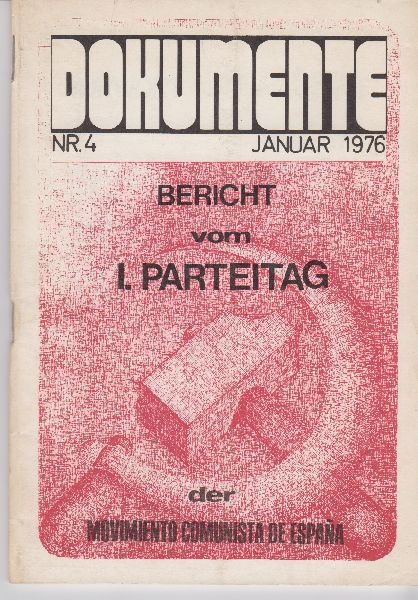 DOKUMENTE
NR.4 JANUAR 1976
BERICHT
vom
I. PARTEITAG
der
MOVIMIENTO COMUNISTA DE ESPAÑA